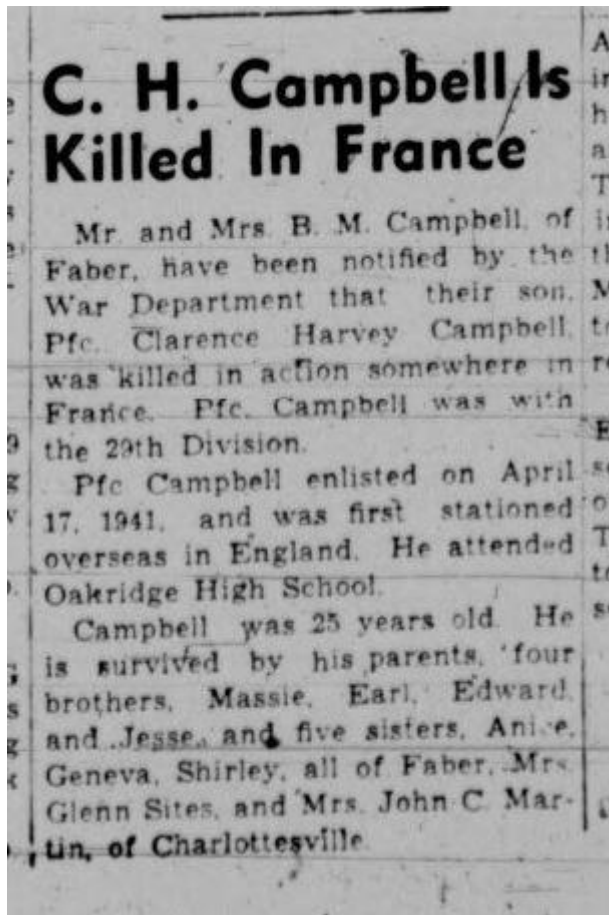 C. H. Campbell Is
Killed In France
Mr. and Mrs. B. M. Campbell, of
Faber, have been notified by the
War Department that their son,
Pfc. Clarence Harvey Campbell,
was killed in action somewhere in
France. Pfc. Campbell was with
the 29th Division.
Pfc Campbell enlisted on April
17, 1941, and was first stationed
overseas in England. He attended
Oakridge High School.
Campbell was 25 years old. He
is survived by his parents, four
brothers, Massie, Earl, Edward,
and Jesse, and five sisters, Anice,
Geneva, Shirley, all of Faber, Mrs.
Glenn Sites, and Mrs. John C. Mar-
tin, of Charlottesville.